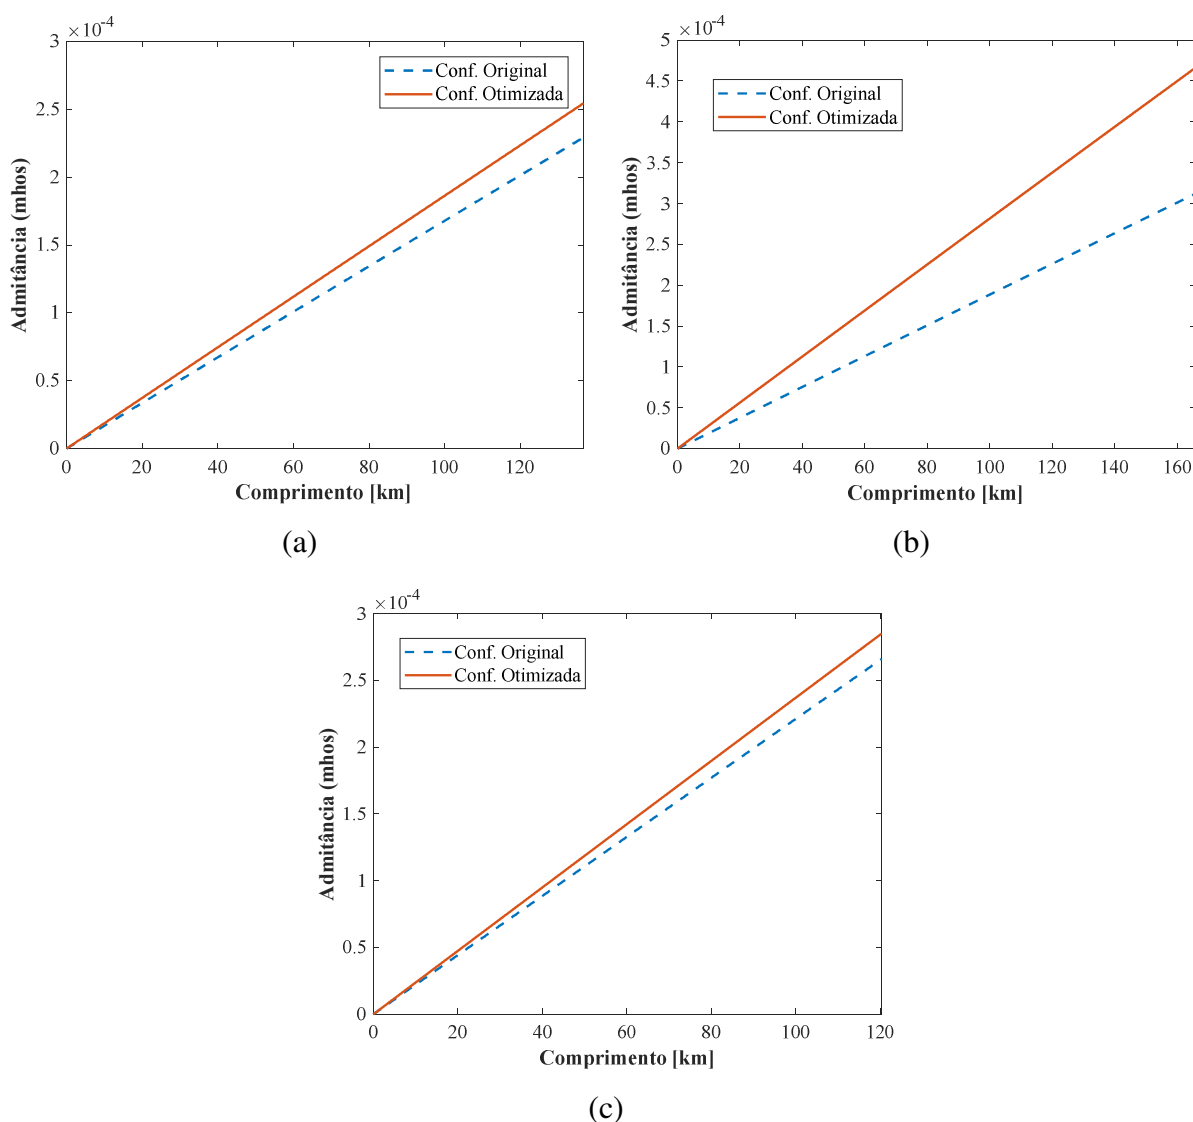 ×10-4
3
2.5
2
1.5
1
0.5
0
Admitância (mhos)
Conf. Original
Conf. Otimizada
0 20 40 60 80 100 120
Comprimento [km]
(a)
×10-4
5
4.5
4
3.5
3
2.5
2
1.5
1
0.5
0
Admitância (mhos)
Conf. Original
Conf. Otimizada
0 20 40 60 80 100 120 140 160
Comprimento [km]
(b)
×10-4
3
2.5
2
1.5
1
0.5
0
Admitância (mhos)
Conf. Original
Conf. Otimizada
0 20 40 60 80 100 120
Comprimento [km]
(c)